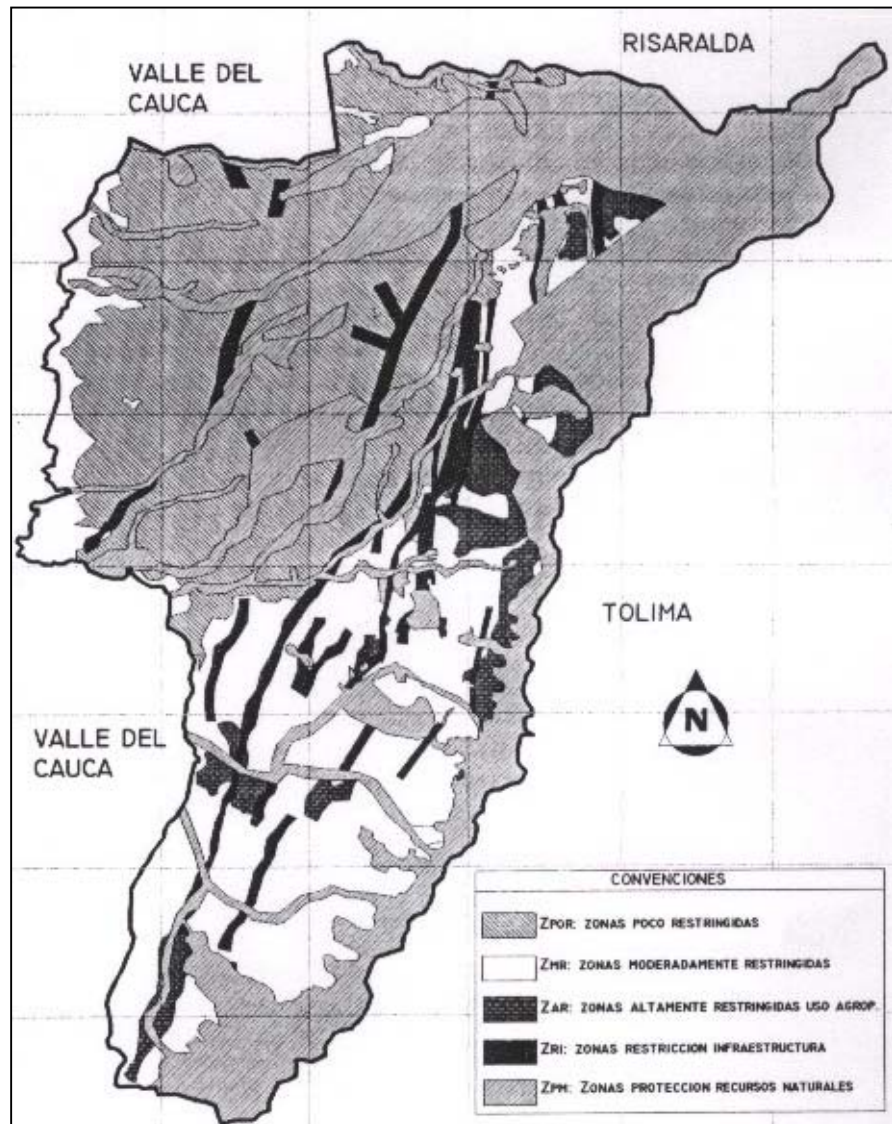 RISARALDA
VALLE DEL
CAUCA
TOLIMA
N
VALLE DEL
CAUCA
CONVENCIONES
ZPOR: ZONAS POCO RESTRINGIDAS
ZMR: ZONAS MODERADAMENTE RESTRINGIDAS
ZAR: ZONAS ALTAMENTE RESTRINGIDAS USO AGROP.
ZRI: ZONAS RESTRICCION INFRAESTRUCTURA
ZPM: ZONAS PROTECCION RECURSOS NATURALES